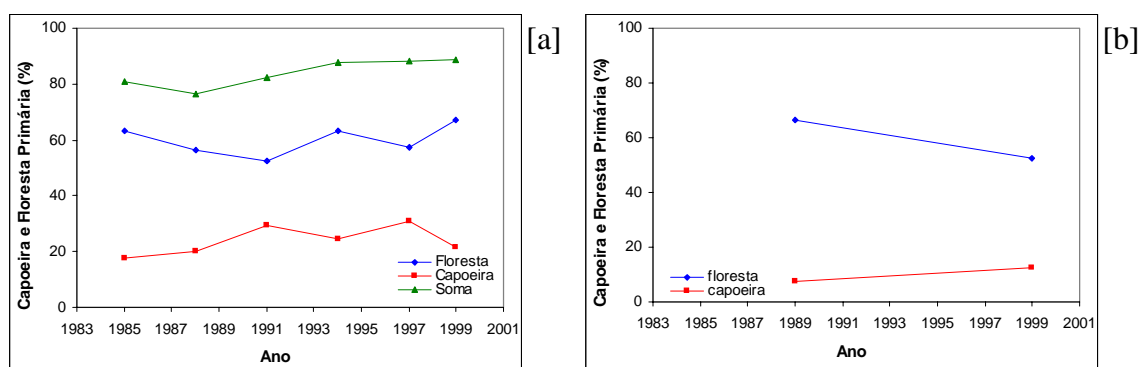 [a]
Capoeira e Floresta Primária (%)
100
80
60
40
20
0
Floresta
Capoeira
Soma
1983 1985 1987 1989 1991 1993 1995 1997 1999 2001
Ano
[b]
Capoeira e Floresta Primária (%)
100
80
60
40
20
0
floresta
capoeira
1983 1985 1987 1989 1991 1993 1995 1997 1999 2001
Ano